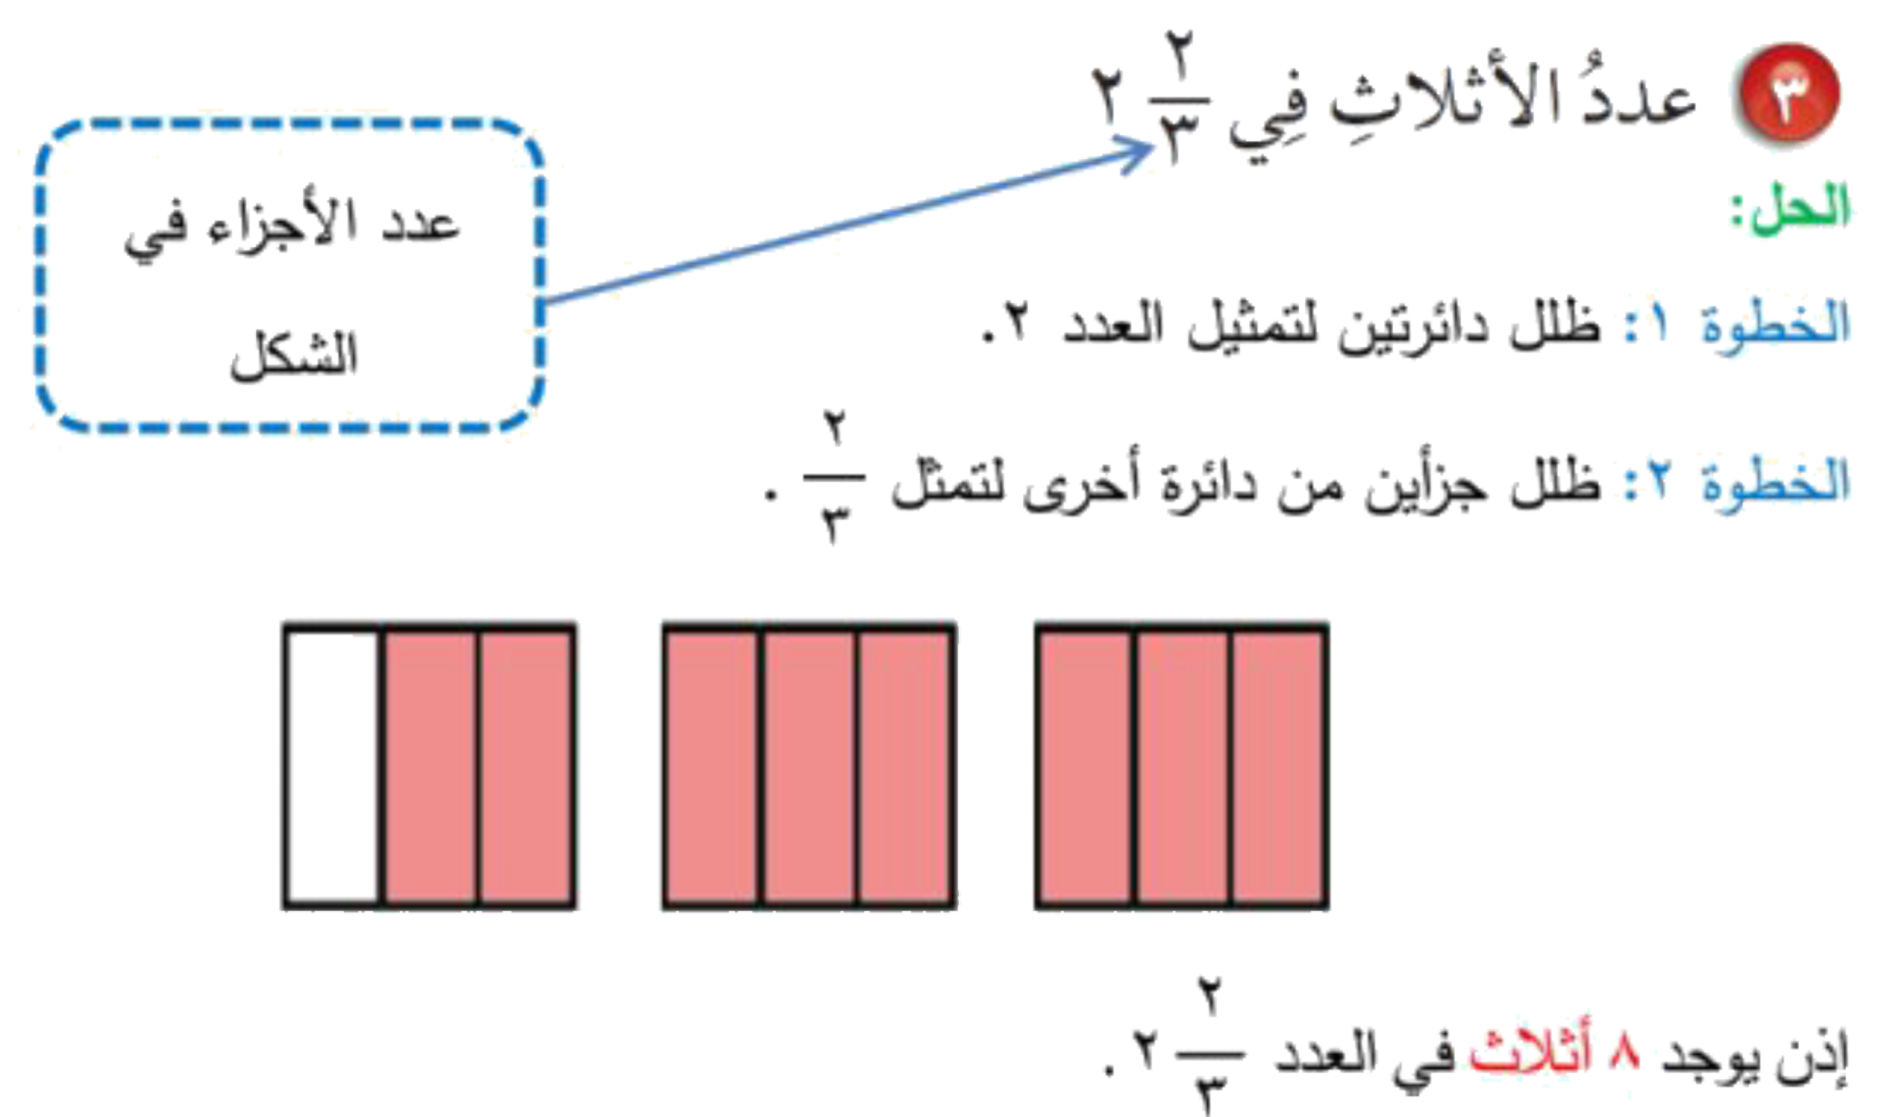 ٣ عددُ الأثلاثِ فِي ٢ ٢/٣
عدد الأجزاء في
الشكل
الحل:
الخطوة ١: ظلل دائرتين لتمثيل العدد ٢.
الخطوة ٢: ظلل جزأين من دائرة أخرى لتمثل ٢/٣ .
إذن يوجد ٨ أثلاث في العدد ٢ ٢/٣ .